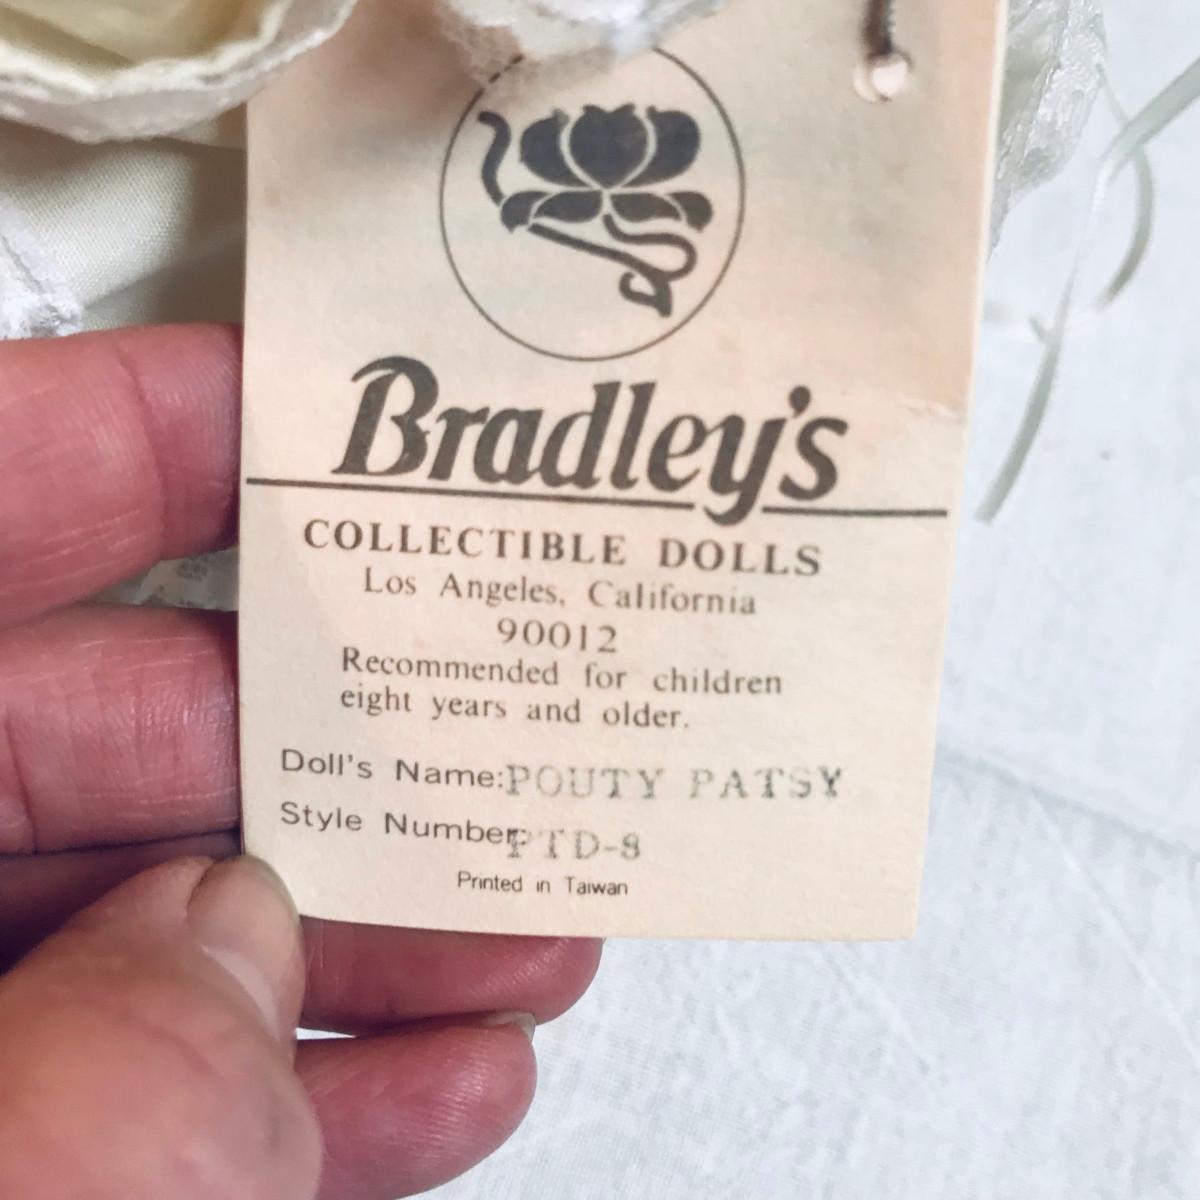 Bradley's
COLLECTIBLE DOLLS
Los Angeles, California
90012
Recommended for children
eight years and older.
Doll's Name:POUTY PATSY
Style Number:PTD-8
Printed in Taiwan